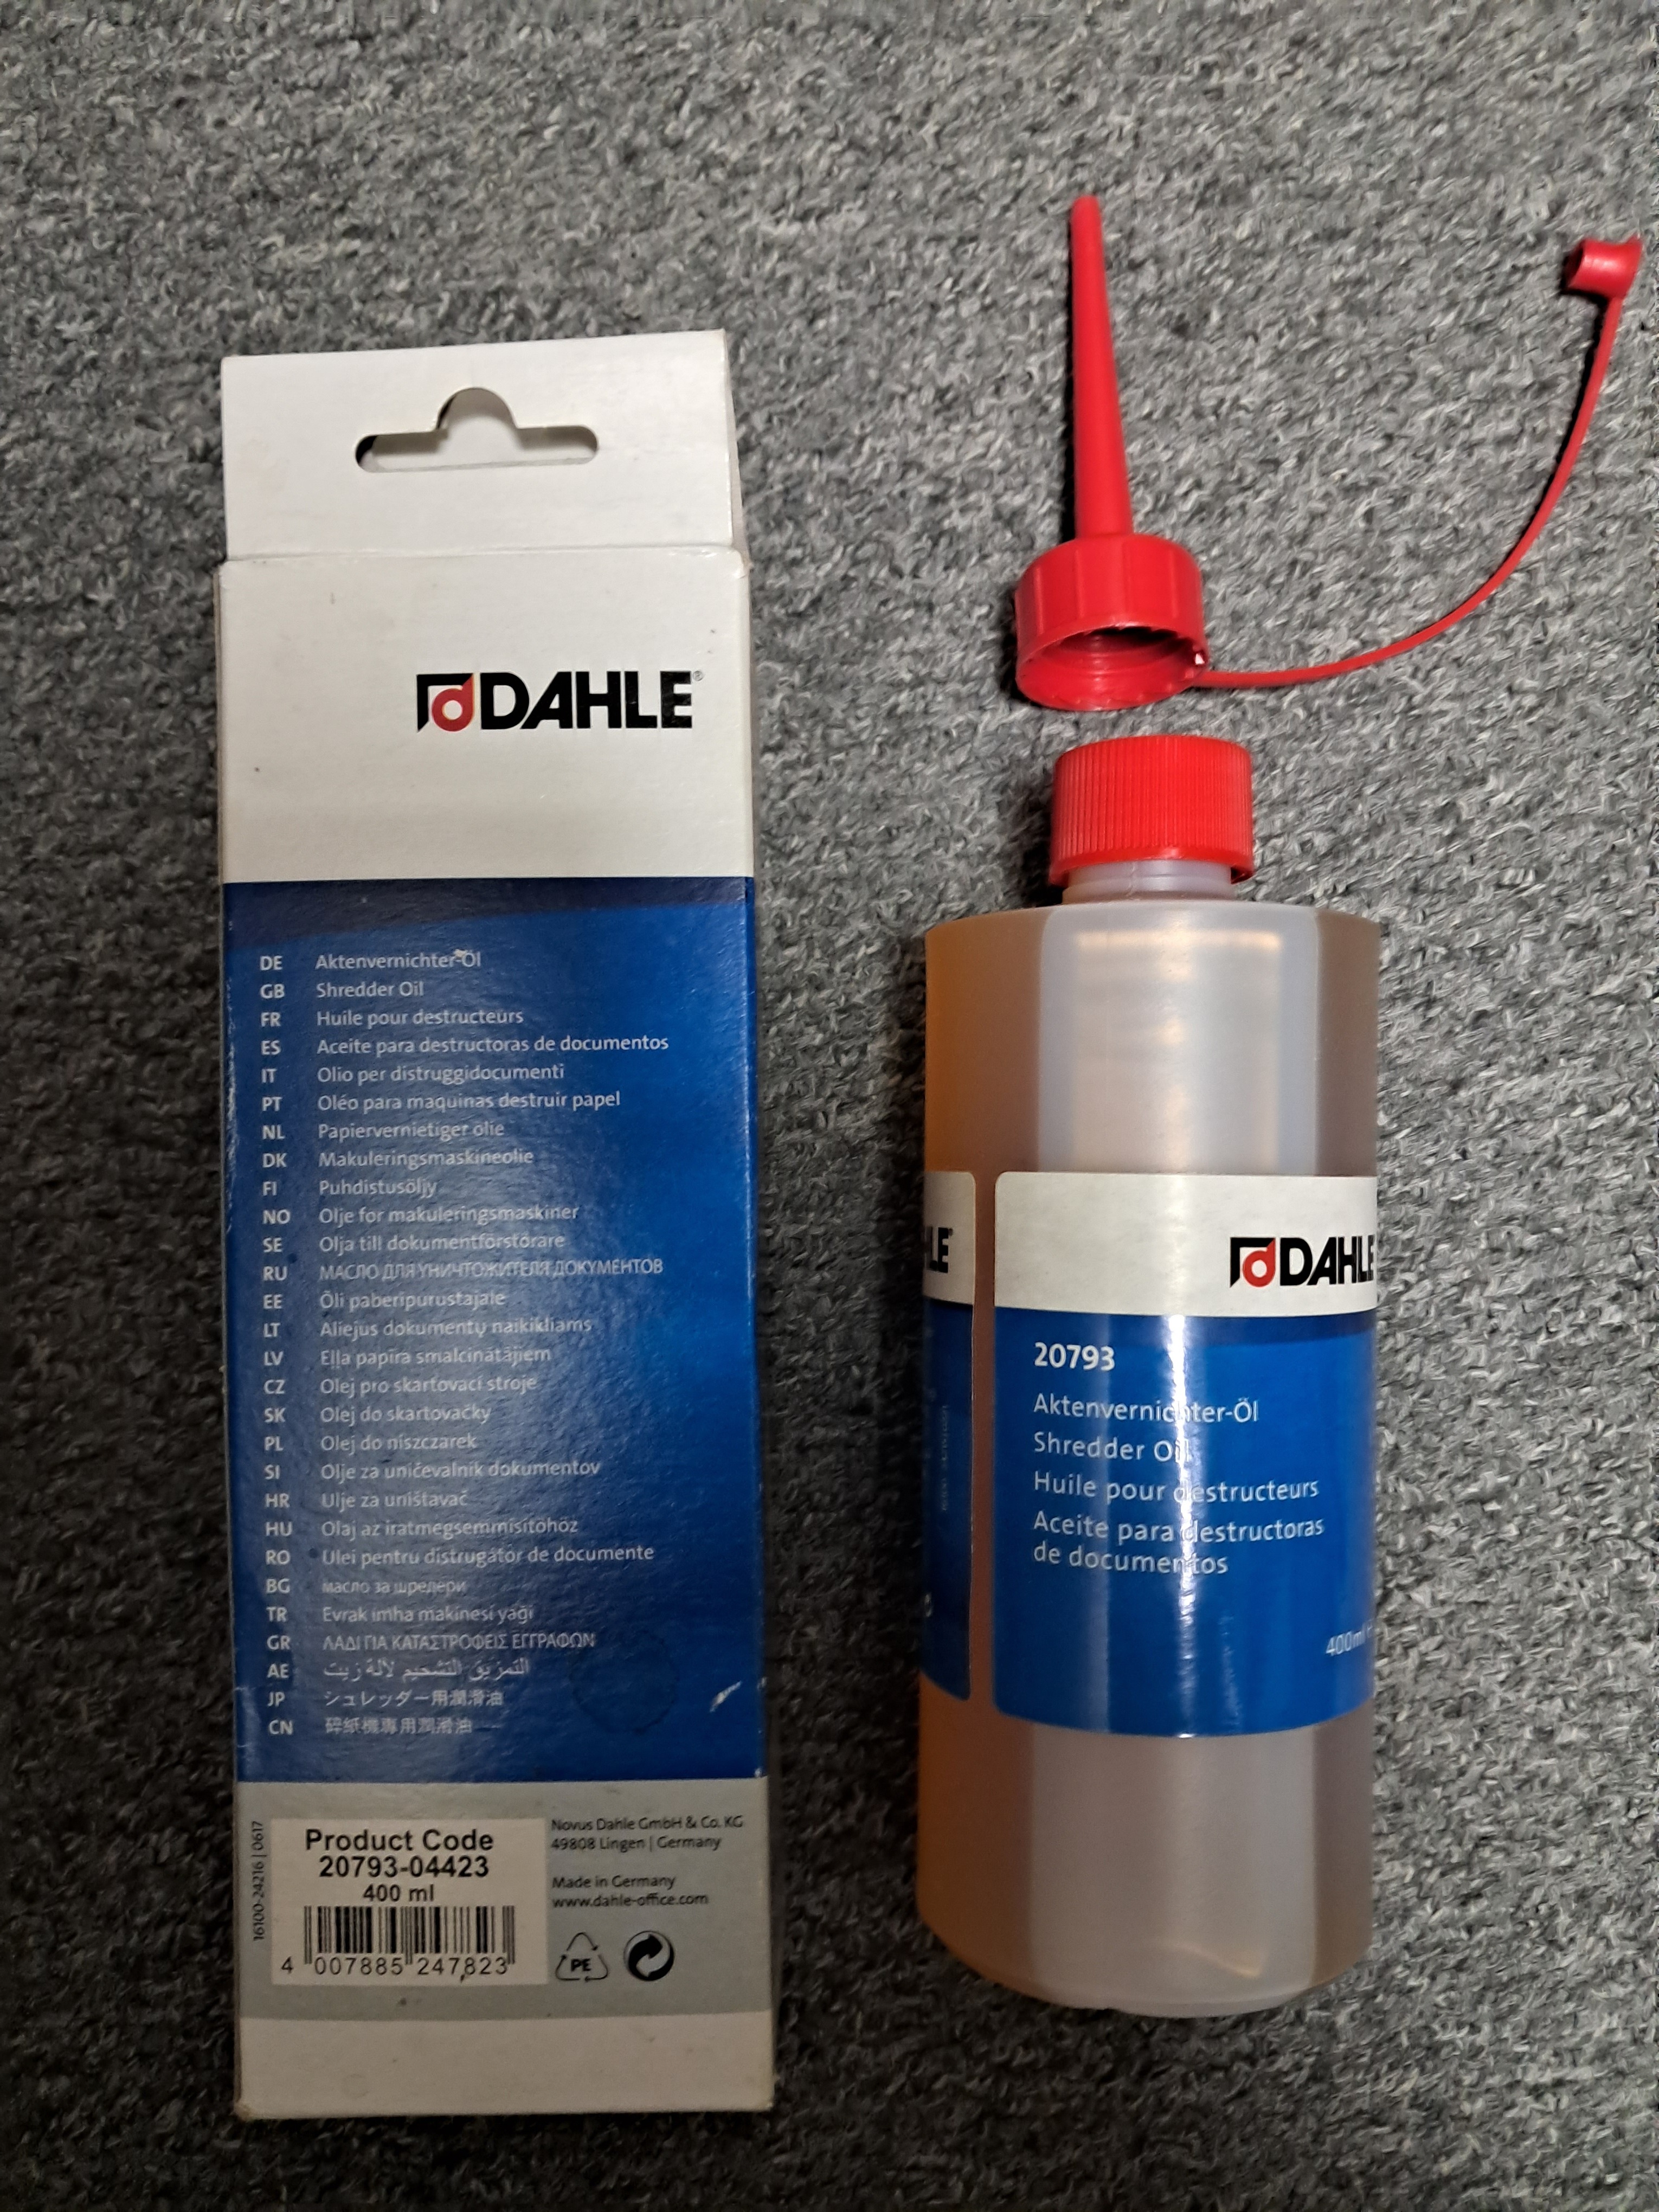 DAHLE®
DE Aktenvernichter-Öl
GB Shredder Oil
FR Huile pour destructeurs
ES Aceite para destructoras de documentos
IT Olio per distruggidocumenti
PT Oléo para maquinas destruir papel
NL Papiervernietiger olie
DK Makuleringsmaskineolie
FI Puhdistusöljy
NO Olje for makuleringsmaskiner
SE Olja till dokumentförstörare
RU МАСЛО ДЛЯ УНИЧТОЖИТЕЛЯ ДОКУМЕНТОВ
EE Õli paberipurustajale
LT Aliejus dokumentų naikikliams
LV Eļļa papīra smalcinātājiem
CZ Olej pro skartovací stroje
SK Olej do skartovačky
PL Olej do niszczarek
SI Olje za uničevalnik dokumentov
HR Ulje za uništavač
HU Olaj az iratmegsemmisítőhöz
RO Ulei pentru distrugător de documente
BG масло за шредери
TR Evrak imha makinesi yağı
GR ΛΑΔΙ ΓΙΑ ΚΑΤΑΣΤΡΟΦΕΙΣ ΕΓΓΡΑΦΩΝ
AE التمزيق التشحيم لآلة زيت
JP シュレッダー用潤滑油
CN 碎紙機專用潤滑油
16100-24216 | 0617
Product Code
20793-04423
400 ml
4 007885 247823
Novus Dahle GmbH & Co. KG
49808 Lingen | Germany
Made in Germany
www.dahle-office.com
PE
HLE®
DAHLE
20793
Aktenvernichter-Öl
Shredder Oil
Huile pour destructeurs
Aceite para destructoras
de documentos
400ml